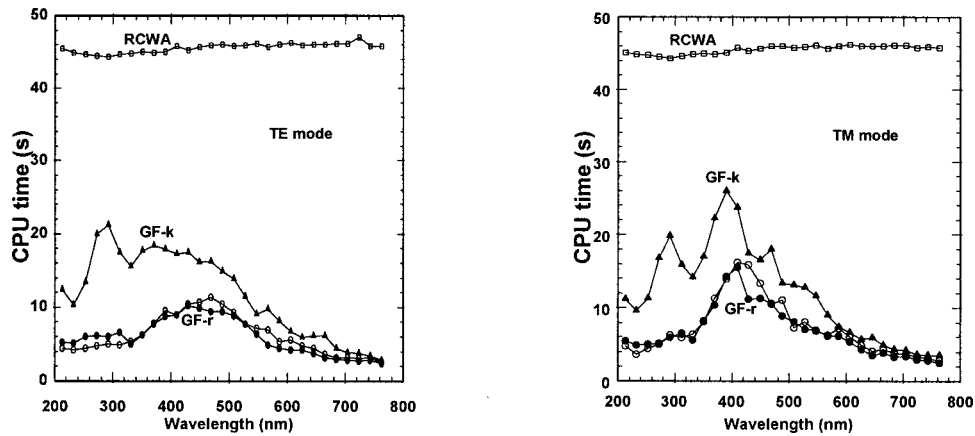 50
40
30
20
10
0
CPU time (s)
RCWA
TE mode
GF-k
GF-r
200 300 400 500 600 700 800
Wavelength (nm)
50
40
30
20
10
0
CPU time (s)
RCWA
TM mode
GF-k
GF-r
200 300 400 500 600 700 800
Wavelength (nm)